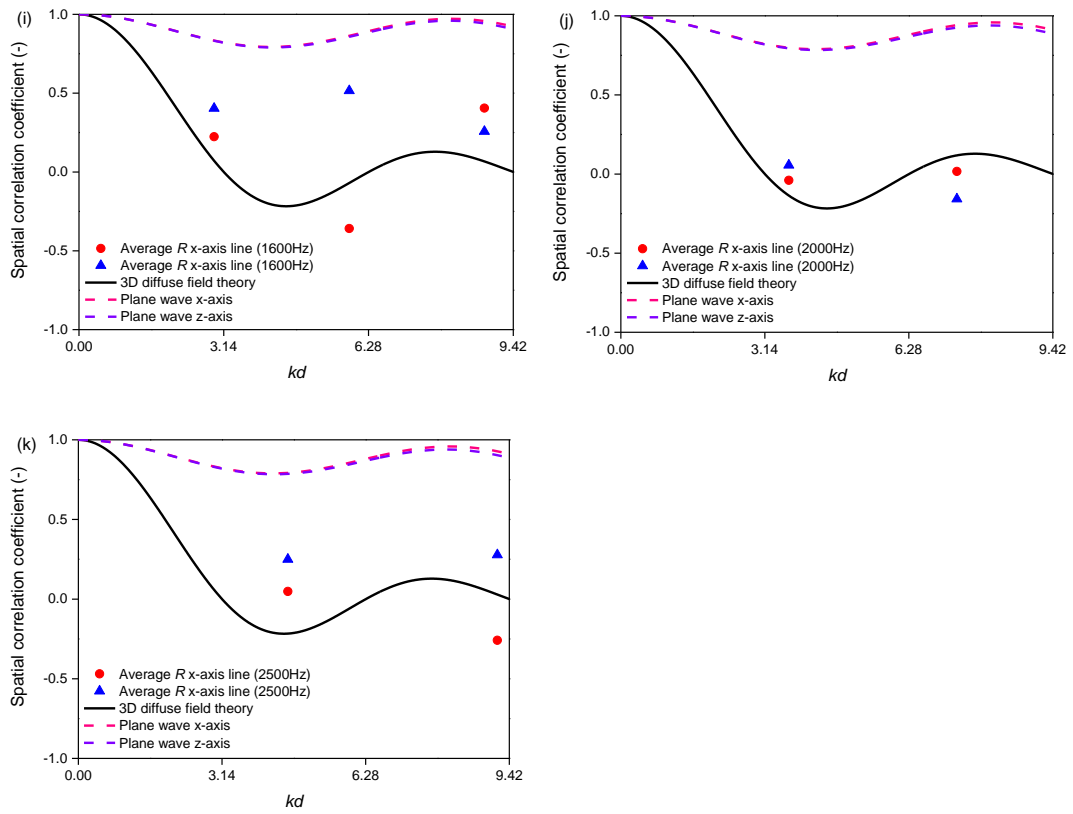 (i)
Spatial correlation coefficient (-)
1.0
0.5
0.0
-0.5
-1.0
Average R x-axis line (1600Hz)
Average R x-axis line (1600Hz)
3D diffuse field theory
Plane wave x-axis
Plane wave z-axis
0.00 3.14 6.28 9.42
kd
(j)
Spatial correlation coefficient (-)
1.0
0.5
0.0
-0.5
-1.0
Average R x-axis line (2000Hz)
Average R x-axis line (2000Hz)
3D diffuse field theory
Plane wave x-axis
Plane wave z-axis
0.00 3.14 6.28 9.42
kd
(k)
Spatial correlation coefficient (-)
1.0
0.5
0.0
-0.5
-1.0
Average R x-axis line (2500Hz)
Average R x-axis line (2500Hz)
3D diffuse field theory
Plane wave x-axis
Plane wave z-axis
0.00 3.14 6.28 9.42
kd